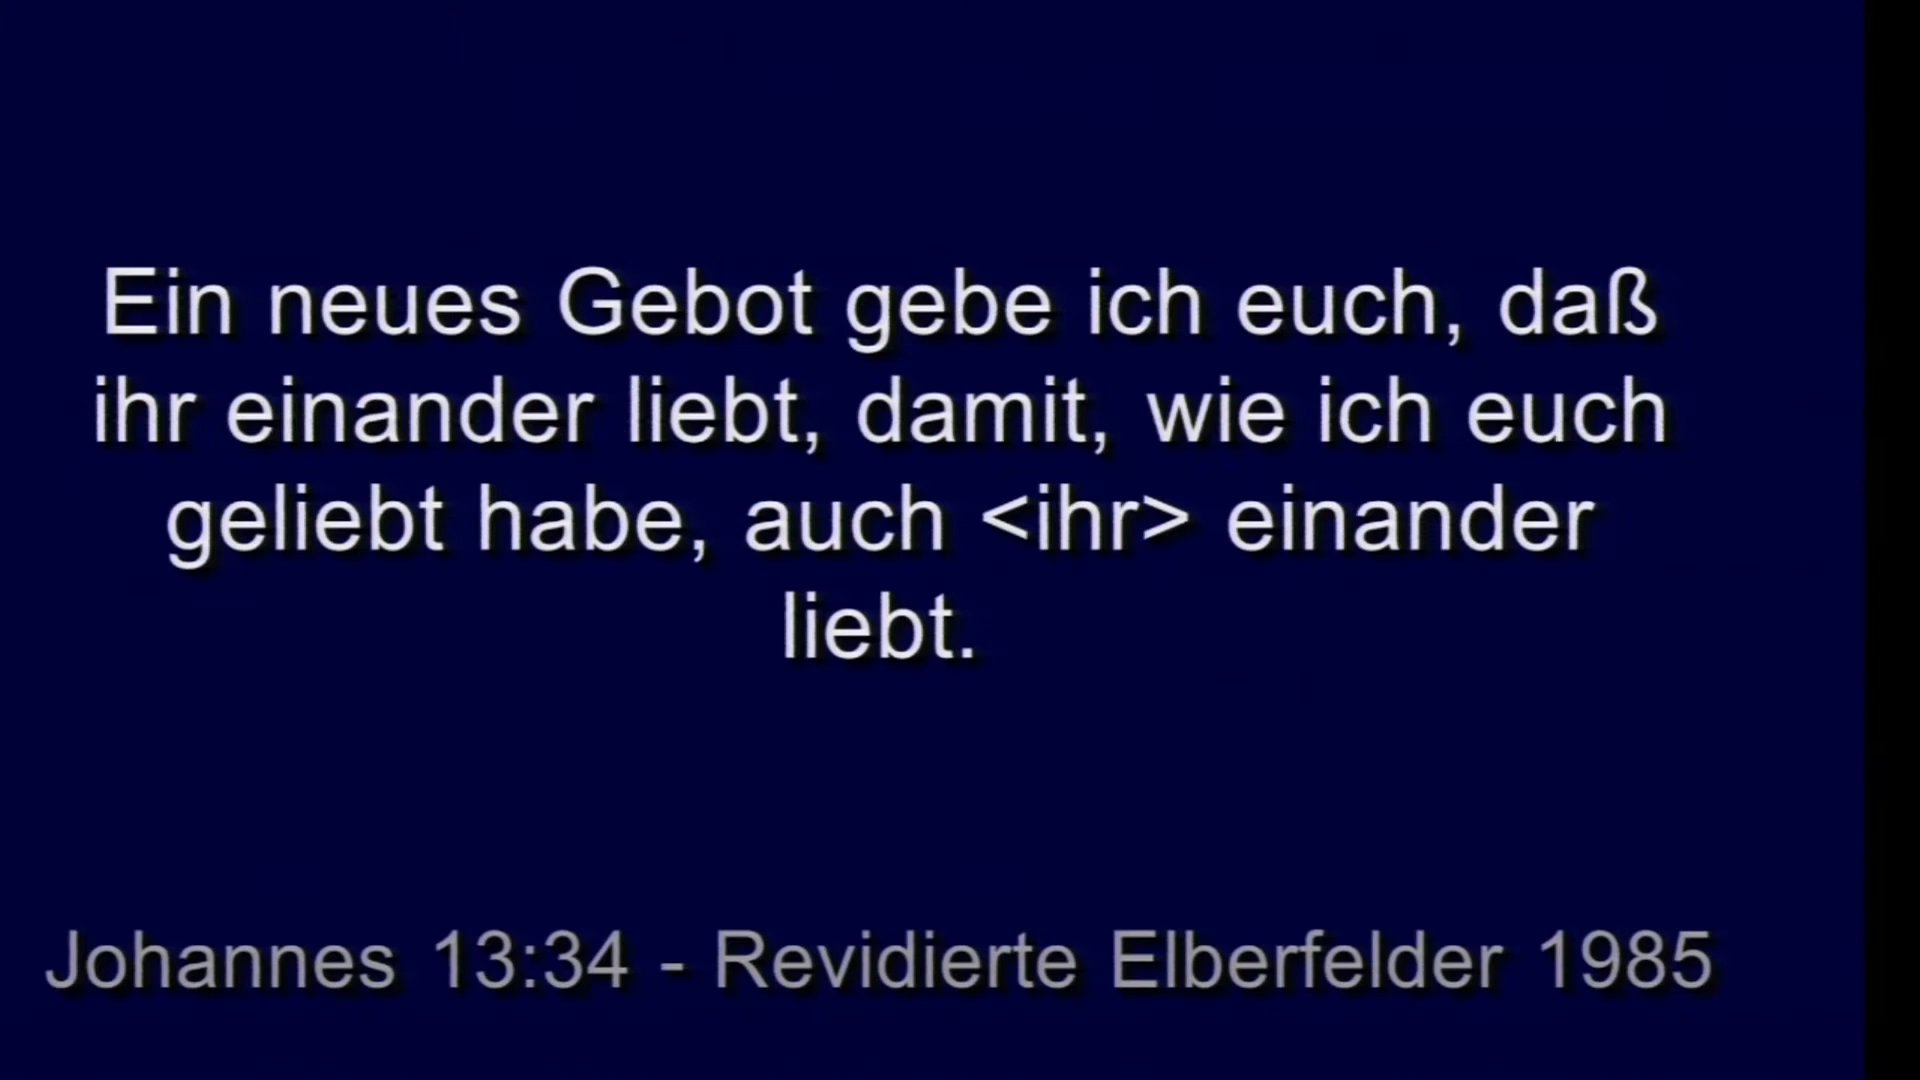 Ein neues Gebot gebe ich euch, daß
ihr einander liebt, damit, wie ich euch
geliebt habe, auch <ihr> einander
liebt.
Johannes 13:34 - Revidierte Elberfelder 1985